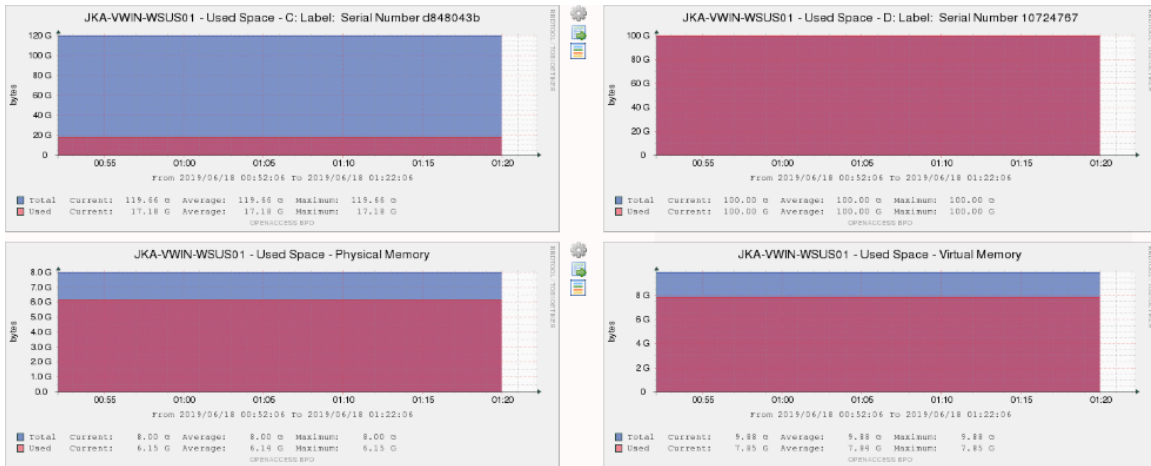 JKA-VWIN-WSUS01 - Used Space - C: Label:  Serial Number d848043b
120 G
100 G
80 G
60 G
40 G
20 G
0
bytes
00:55 01:00 01:05 01:10 01:15 01:20
From 2019/06/18 00:52:06 To 2019/06/18 01:22:06
Total Current: 119.66 G Average: 119.66 G Maximum: 119.66 G
Used Current: 17.18 G Average: 17.18 G Maximum: 17.18 G
OPENACCESS BPO
RRDTOOL / TOBI OETIKER
JKA-VWIN-WSUS01 - Used Space - D: Label:  Serial Number 10724767
100 G
80 G
60 G
40 G
20 G
0
bytes
00:55 01:00 01:05 01:10 01:15 01:20
From 2019/06/18 00:52:06 To 2019/06/18 01:22:06
Total Current: 100.00 G Average: 100.00 G Maximum: 100.00 G
Used Current: 100.00 G Average: 100.00 G Maximum: 100.00 G
OPENACCESS BPO
RRDTOOL / TOBI OETIKER
JKA-VWIN-WSUS01 - Used Space - Physical Memory
8.0 G
7.0 G
6.0 G
5.0 G
4.0 G
3.0 G
2.0 G
1.0 G
0.0
bytes
00:55 01:00 01:05 01:10 01:15 01:20
From 2019/06/18 00:52:06 To 2019/06/18 01:22:06
Total Current: 8.00 G Average: 8.00 G Maximum: 8.00 G
Used Current: 6.15 G Average: 6.14 G Maximum: 6.15 G
OPENACCESS BPO
RRDTOOL / TOBI OETIKER
JKA-VWIN-WSUS01 - Used Space - Virtual Memory
8 G
6 G
4 G
2 G
0
bytes
00:55 01:00 01:05 01:10 01:15 01:20
From 2019/06/18 00:52:06 To 2019/06/18 01:22:06
Total Current: 9.88 G Average: 9.88 G Maximum: 9.88 G
Used Current: 7.85 G Average: 7.84 G Maximum: 7.85 G
OPENACCESS BPO
RRDTOOL / TOBI OETIKER